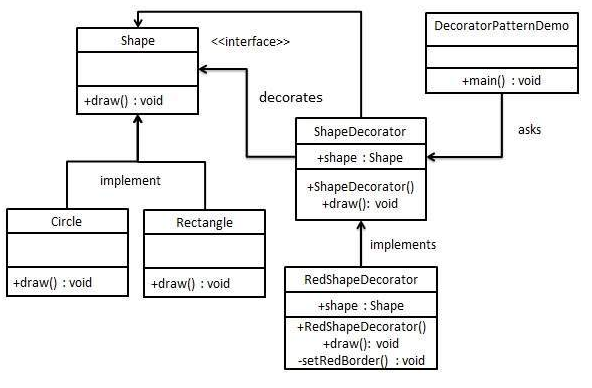 Shape
<<interface>>
+draw() : void
DecoratorPatternDemo
+main() : void
decorates
asks
ShapeDecorator
+shape : Shape
+ShapeDecorator()
+draw(): void
implement
Circle
+draw() : void
Rectangle
+draw() : void
implements
RedShapeDecorator
+shape : Shape
+RedShapeDecorator()
+draw(): void
-setRedBorder() : void